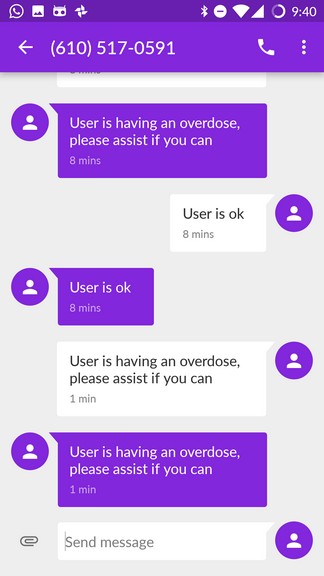 9:40
(610) 517-0591
User is having an overdose,
please assist if you can
8 mins
User is ok
8 mins
User is ok
8 mins
User is having an overdose,
please assist if you can
1 min
User is having an overdose,
please assist if you can
1 min
Send message